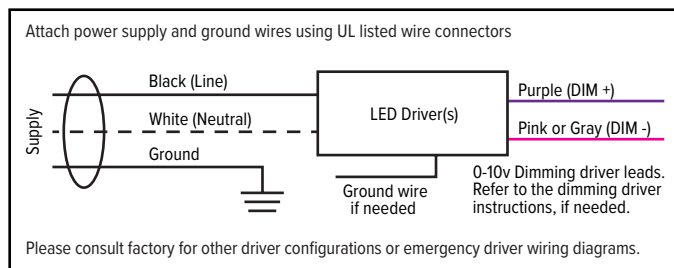 Attach power supply and ground wires using UL listed wire connectors
Supply
Black (Line)
White (Neutral)
Ground
LED Driver(s)
Purple (DIM +)
Pink or Gray (DIM -)
Ground wire
if needed
0-10v Dimming driver leads.
Refer to the dimming driver
instructions, if needed.
Please consult factory for other driver configurations or emergency driver wiring diagrams.